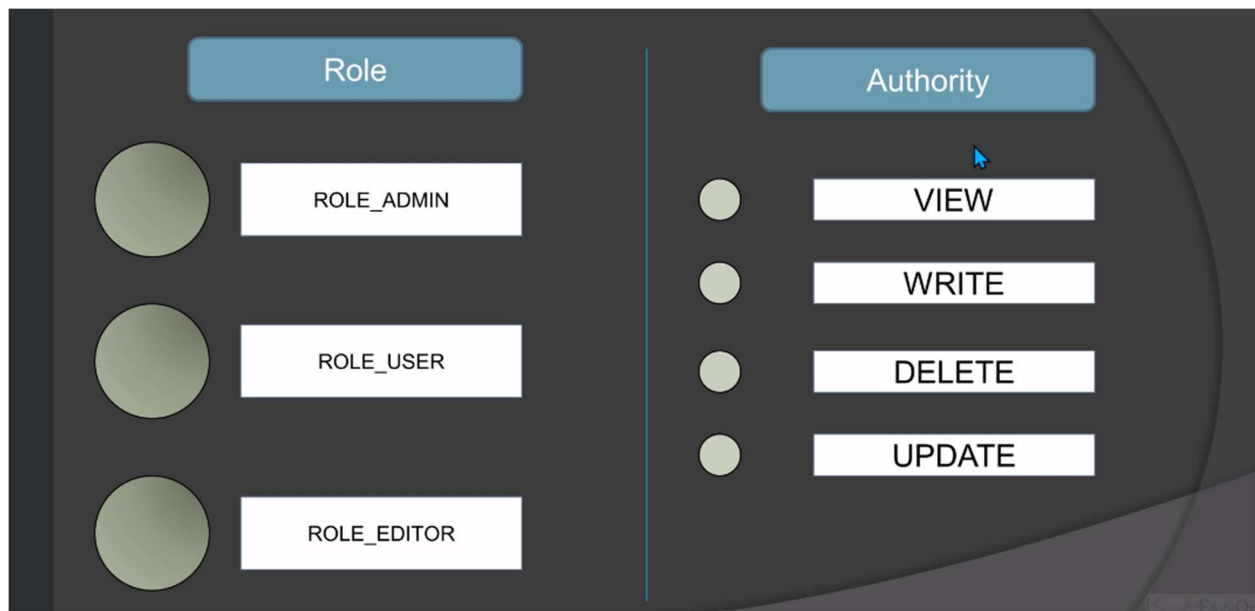 Role
ROLE_ADMIN
ROLE_USER
ROLE_EDITOR
Authority
VIEW
WRITE
DELETE
UPDATE